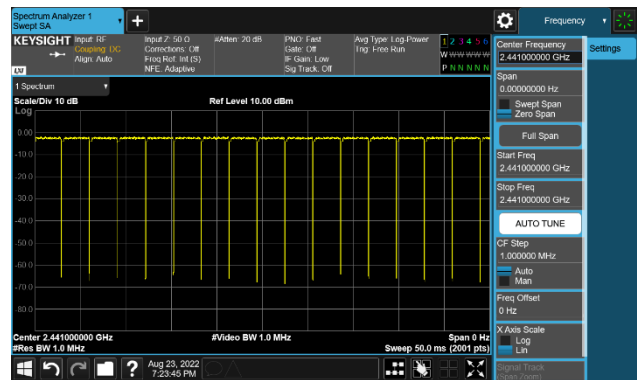 Spectrum Analyzer 1
Swept SA
+
Frequency
KEYSIGHT
Input: RF
Coupling: DC
Align: Auto
Input Z: 50 Ω
Corrections: Off
Freq Ref: Int (S)
NFE: Adaptive
#Atten: 20 dB
PNO: Fast
Gate: Off
IF Gain: Low
Sig Track: Off
Avg Type: Log-Power
Trig: Free Run
1 2 3 4 5 6
W W W W W W
P N N N N N
LXI
1 Spectrum
Scale/Div 10 dB
Ref Level 10.00 dBm
Log
0.00
-10.0
-20.0
-30.0
-40.0
-50.0
-60.0
-70.0
-80.0
Center 2.441000000 GHz
#Video BW 1.0 MHz
Span 0 Hz
#Res BW 1.0 MHz
Sweep 50.0 ms (2001 pts)
?
Aug 23, 2022
7:23:45 PM
Center Frequency
2.441000000 GHz
Settings
Span
0.00000000 Hz
Swept Span
Zero Span
Full Span
Start Freq
2.441000000 GHz
Stop Freq
2.441000000 GHz
AUTO TUNE
CF Step
1.000000 MHz
Auto
Man
Freq Offset
0 Hz
X Axis Scale
Log
Lin
Signal Track
(Span Zoom)